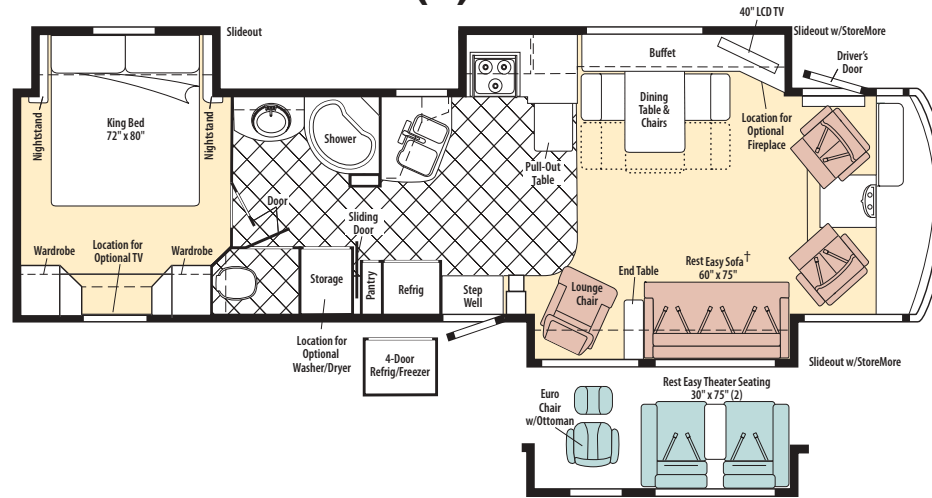 40" LCD TV
Slideout
Slideout w/StoreMore
Buffet
Driver's
Door
King Bed
72" x 80"
Nightstand
Nightstand
Shower
Dining
Table &
Chairs
Location for
Optional
Fireplace
Pull-Out
Table
Door
Sliding
Door
Wardrobe
Location for
Optional TV
Wardrobe
Storage
Pantry
Refrig
Step
Well
Lounge
Chair
End Table
Rest Easy Sofa†
60" x 75"
Location for
Optional
Washer/Dryer
4-Door
Refrig/Freezer
Slideout w/StoreMore
Euro
Chair
w/Ottoman
Rest Easy Theater Seating
30" x 75" (2)